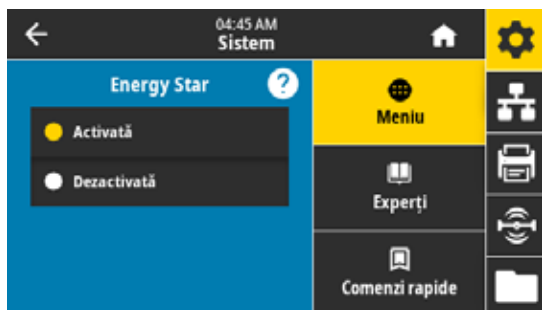 04:45 AM
Sistem
Energy Star
?
Activată
Dezactivată
Meniu
Experți
Comenzi rapide